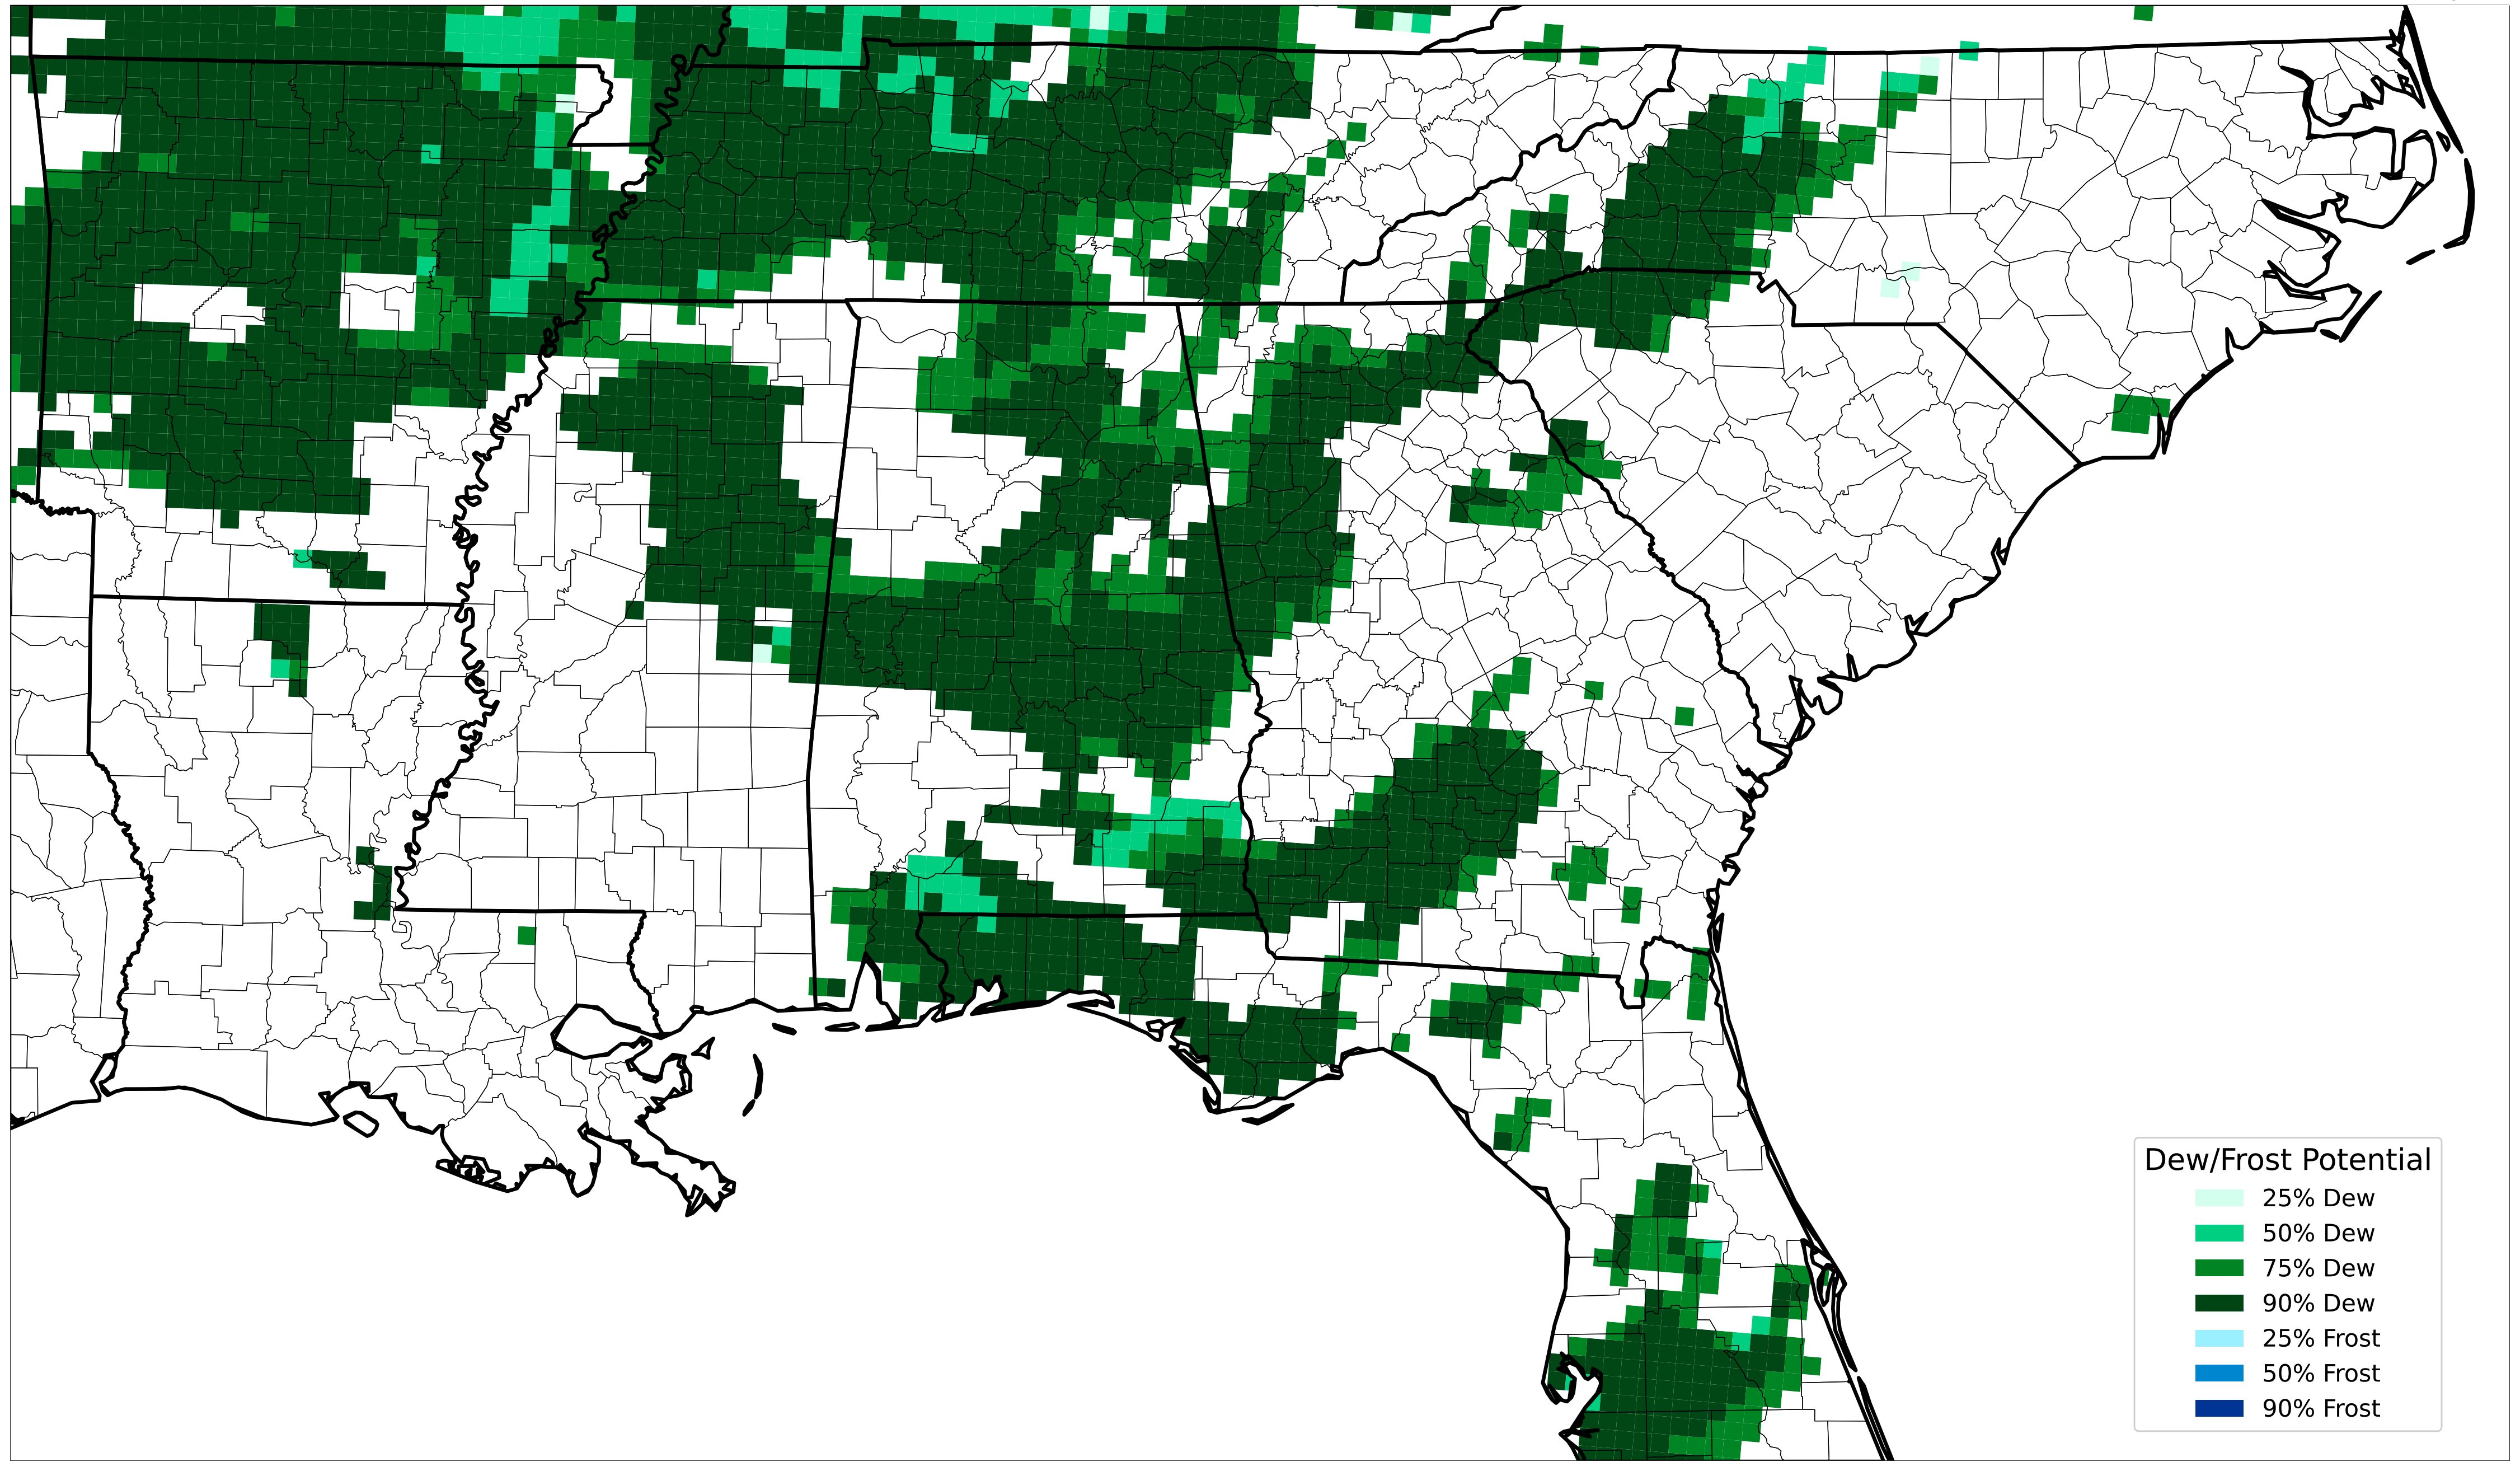 Dew/Frost Potential
25% Dew
50% Dew
75% Dew
90% Dew
25% Frost
50% Frost
90% Frost